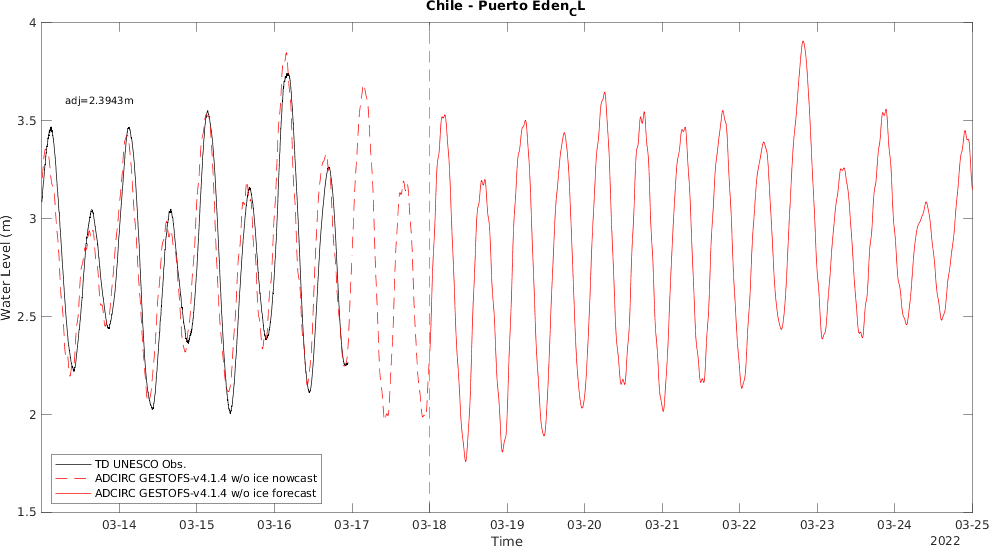 Chile - Puerto Eden_CL
4
3.5
3
2.5
2
1.5
Water Level (m)
adj=2.3943m
TD UNESCO Obs.
ADCIRC GESTOFS-v4.1.4 w/o ice nowcast
ADCIRC GESTOFS-v4.1.4 w/o ice forecast
03-14 03-15 03-16 03-17 03-18 03-19 03-20 03-21 03-22 03-23 03-24 03-25
Time
2022